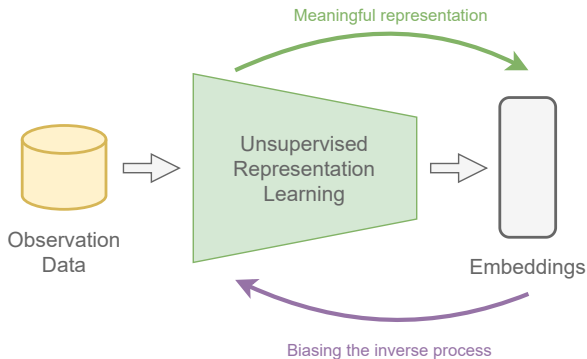 Meaningful representation
Unsupervised
Representation
Learning
Observation
Data
Embeddings
Biasing the inverse process